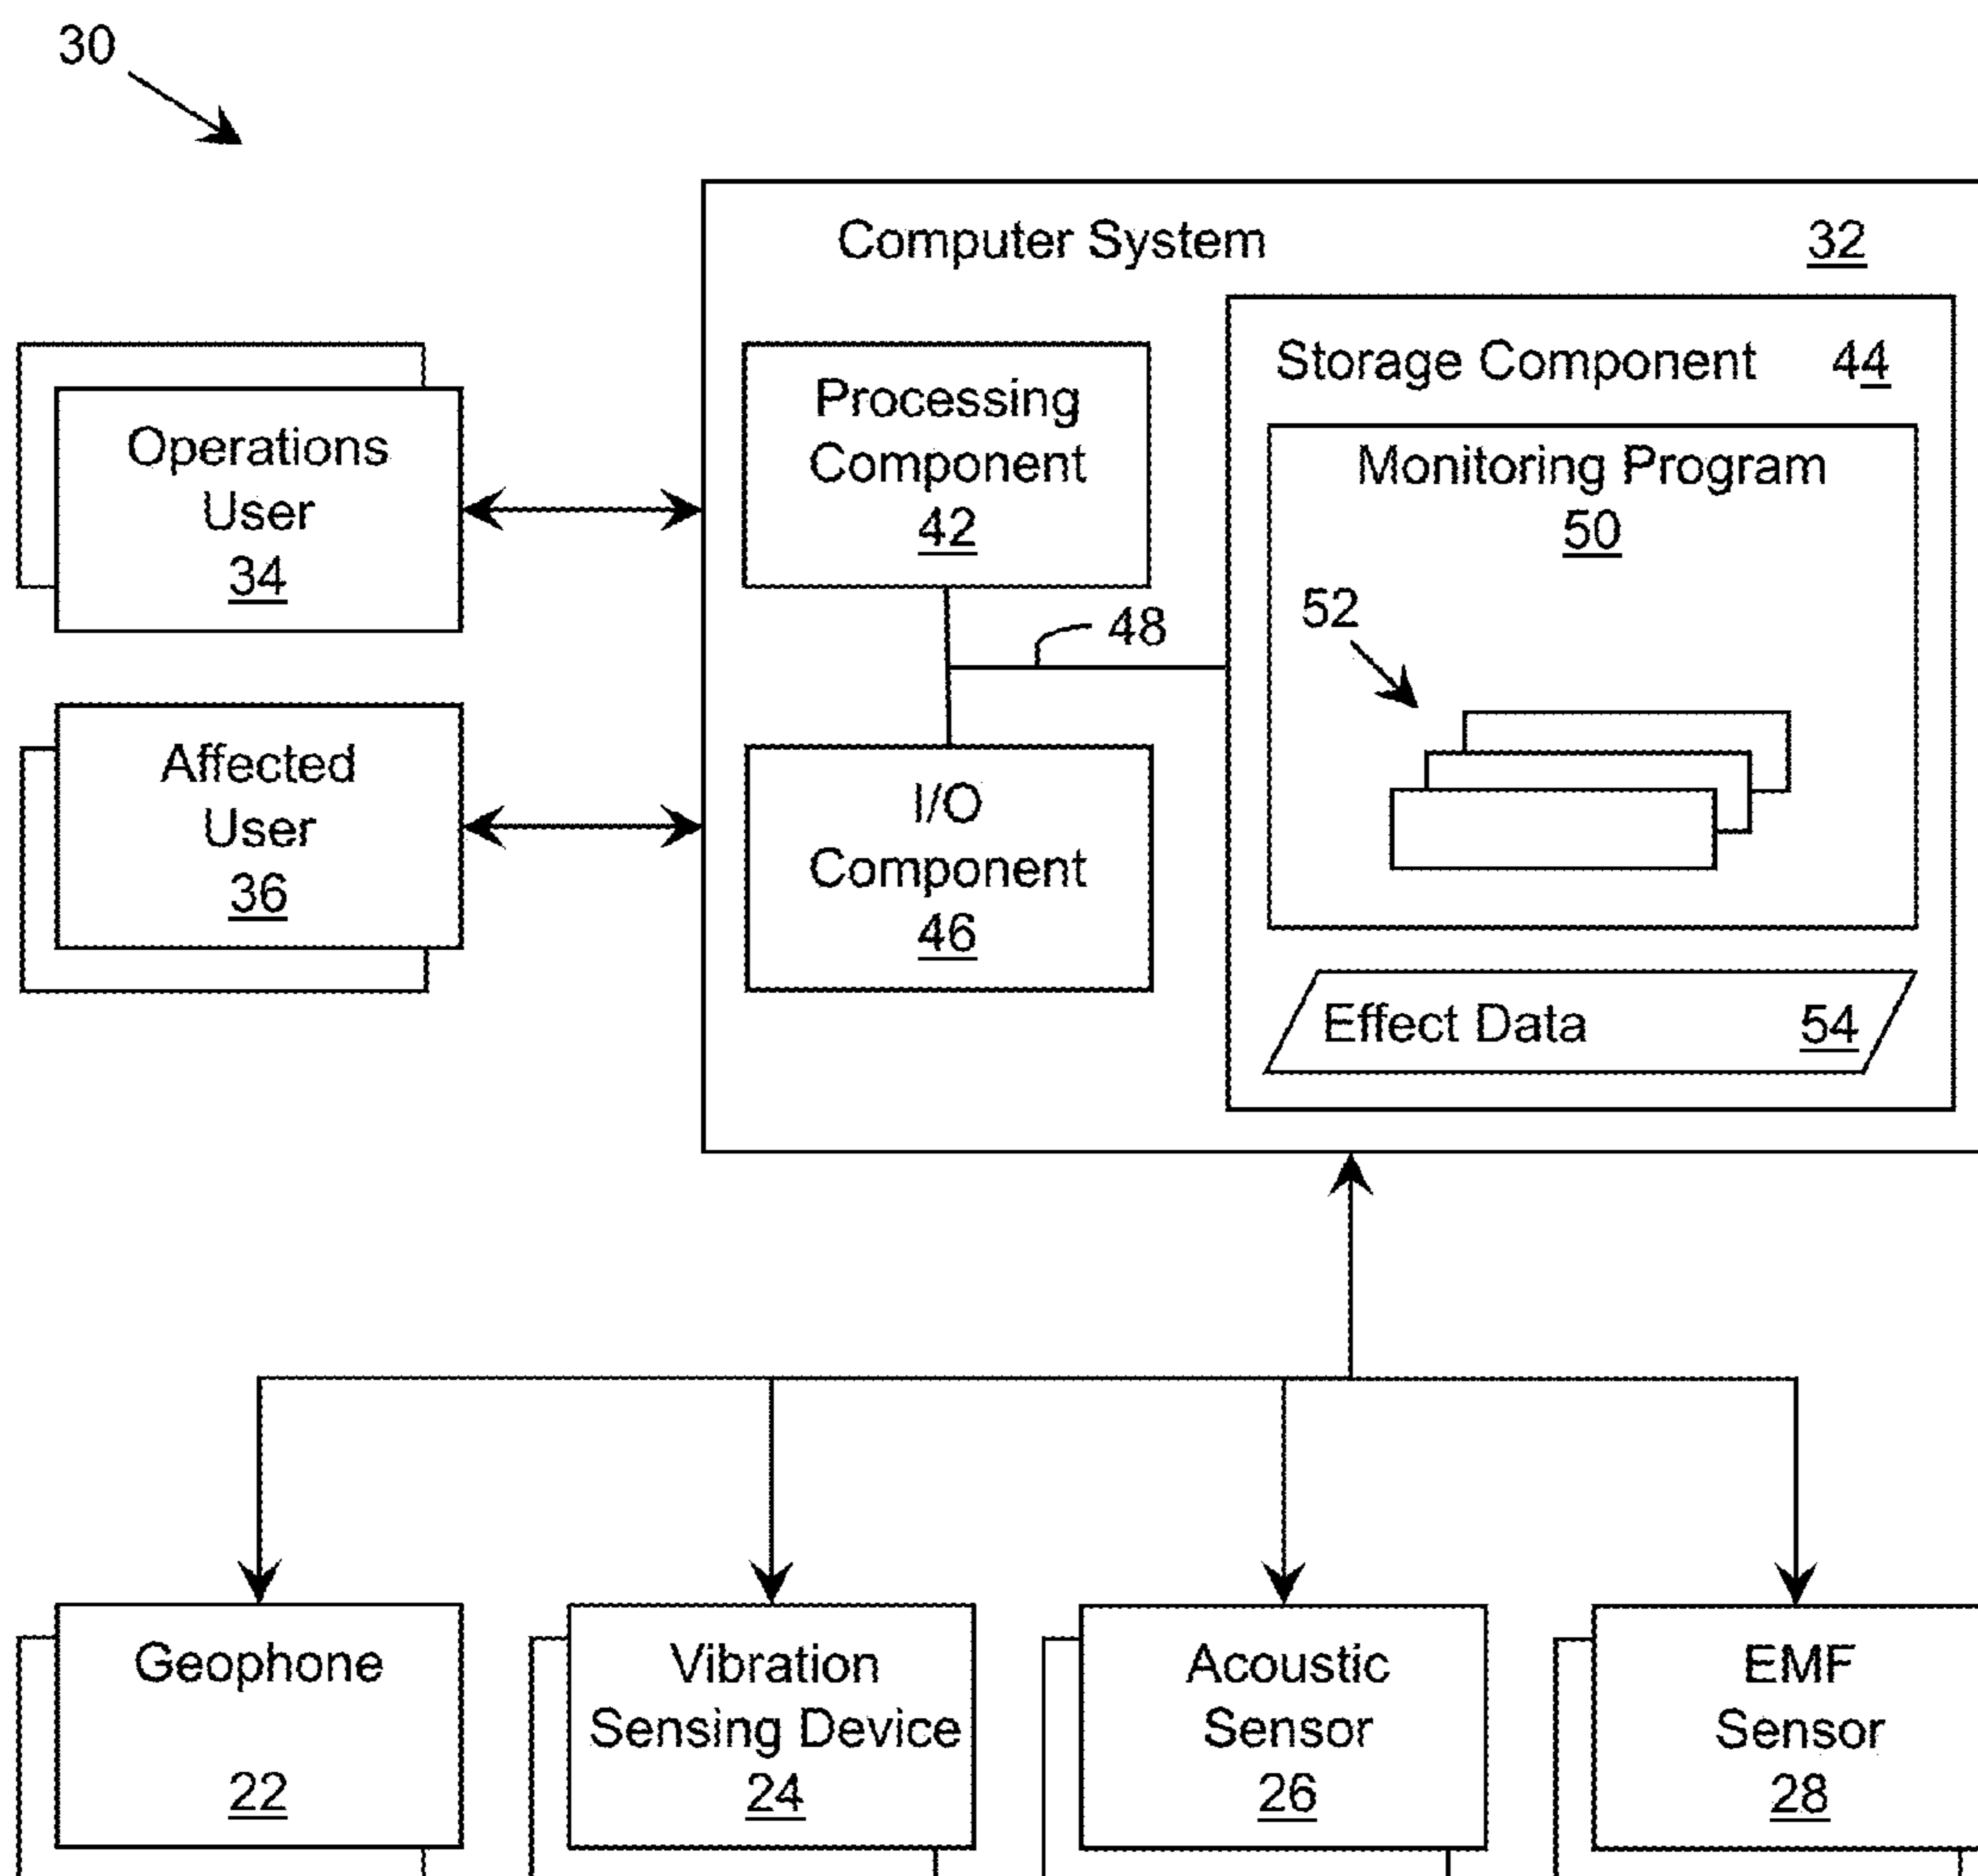 30
Computer System 32
Storage Component 44
Processing
Component
42
Monitoring Program
50
52
48
Operations
User
34
Affected
User
36
I/O
Component
46
Effect Data 54
Geophone
22
Vibration
Sensing Device
24
Acoustic
Sensor
26
EMF
Sensor
28